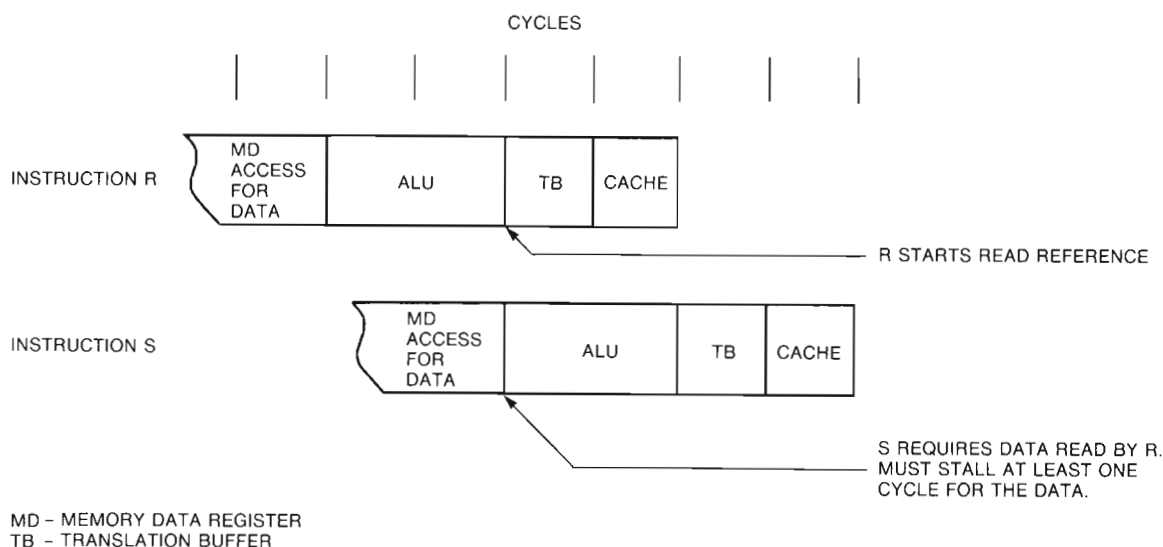 CYCLES
INSTRUCTION R
MD
ACCESS
FOR
DATA
ALU
TB
CACHE
R STARTS READ REFERENCE
INSTRUCTION S
MD
ACCESS
FOR
DATA
ALU
TB
CACHE
S REQUIRES DATA READ BY R.
MUST STALL AT LEAST ONE
CYCLE FOR THE DATA.
MD – MEMORY DATA REGISTER
TB – TRANSLATION BUFFER